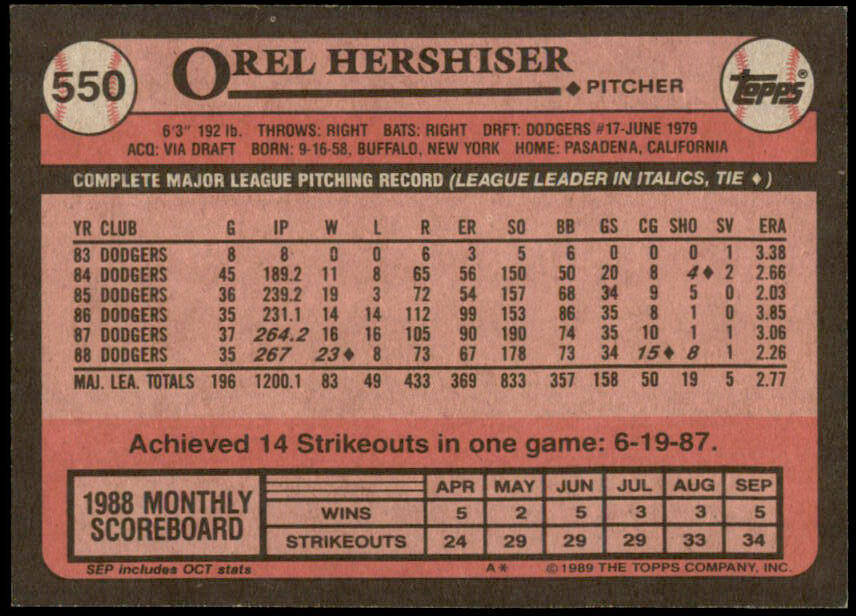 550
OREL HERSHISER
♦ PITCHER
Topps®
6'3" 192 lb. THROWS: RIGHT BATS: RIGHT DRFT: DODGERS #17-JUNE 1979
ACQ: VIA DRAFT BORN: 9-16-58, BUFFALO, NEW YORK HOME: PASADENA, CALIFORNIA
COMPLETE MAJOR LEAGUE PITCHING RECORD (LEAGUE LEADER IN ITALICS, TIE ♦)
YR CLUB G IP W L R ER SO BB GS CG SHO SV ERA
83 DODGERS 8 8 0 0 6 3 5 6 0 0 0 1 3.38
84 DODGERS 45 189.2 11 8 65 56 150 50 20 8 4♦ 2 2.66
85 DODGERS 36 239.2 19 3 72 54 157 68 34 9 5 0 2.03
86 DODGERS 35 231.1 14 14 112 99 153 86 35 8 1 0 3.85
87 DODGERS 37 264.2 16 16 105 90 190 74 35 10 1 1 3.06
88 DODGERS 35 267 23♦ 8 73 67 178 73 34 15♦ 8 1 2.26
MAJ. LEA. TOTALS 196 1200.1 83 49 433 369 833 357 158 50 19 5 2.77
Achieved 14 Strikeouts in one game: 6-19-87.
1988 MONTHLY
SCOREBOARD
APR MAY JUN JUL AUG SEP
WINS 5 2 5 3 3 5
STRIKEOUTS 24 29 29 29 33 34
SEP includes OCT stats
A* ©1989 THE TOPPS COMPANY, INC.